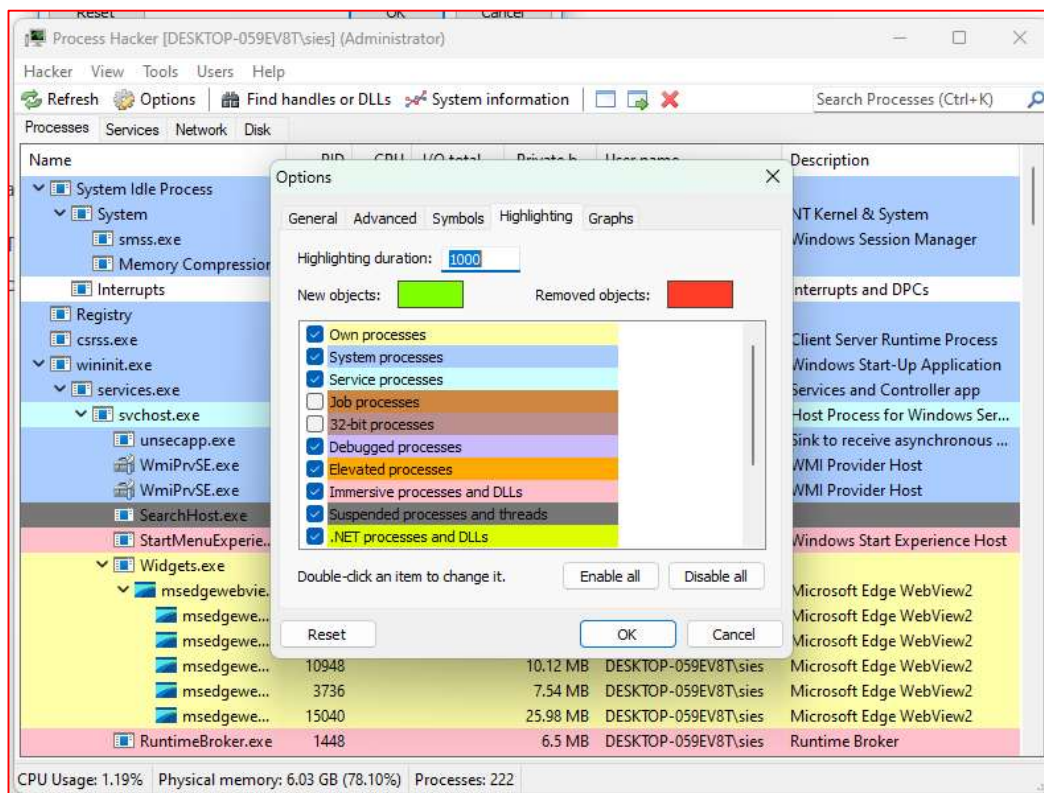 Reset OK Cancel
Process Hacker [DESKTOP-059EV8T\sies] (Administrator)
Hacker View Tools Users Help
Refresh Options Find handles or DLLs System information Search Processes (Ctrl+K)
Processes Services Network Disk
Name PID CPU I/O total Private b... User name Description
System Idle Process
System NT Kernel & System
smss.exe Windows Session Manager
Memory Compression
Interrupts Interrupts and DPCs
Registry
csrss.exe Client Server Runtime Process
wininit.exe Windows Start-Up Application
services.exe Services and Controller app
svchost.exe Host Process for Windows Ser...
unsecapp.exe Sink to receive asynchronous ...
WmiPrvSE.exe WMI Provider Host
WmiPrvSE.exe WMI Provider Host
SearchHost.exe
StartMenuExperie... Windows Start Experience Host
Widgets.exe
msedgewebvie... Microsoft Edge WebView2
msedgewe... Microsoft Edge WebView2
msedgewe... Microsoft Edge WebView2
msedgewe... 10948 10.12 MB DESKTOP-059EV8T\sies Microsoft Edge WebView2
msedgewe... 3736 7.54 MB DESKTOP-059EV8T\sies Microsoft Edge WebView2
msedgewe... 15040 25.98 MB DESKTOP-059EV8T\sies Microsoft Edge WebView2
RuntimeBroker.exe 1448 6.5 MB DESKTOP-059EV8T\sies Runtime Broker
CPU Usage: 1.19% Physical memory: 6.03 GB (78.10%) Processes: 222
Options
General Advanced Symbols Highlighting Graphs
Highlighting duration: 1000
New objects: Removed objects:
Own processes
System processes
Service processes
Job processes
32-bit processes
Debugged processes
Elevated processes
Immersive processes and DLLs
Suspended processes and threads
.NET processes and DLLs
Double-click an item to change it. Enable all Disable all
Reset OK Cancel